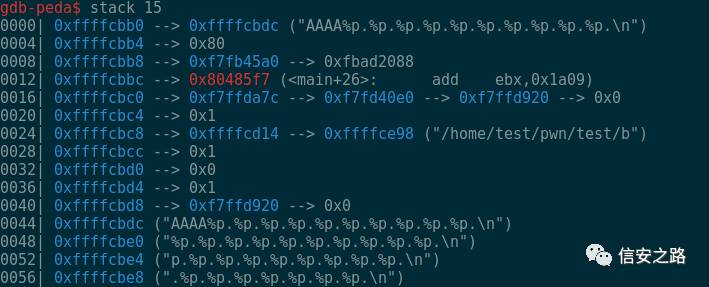 gdb-peda$ stack 15
0000| 0xffffcbb0 --> 0xffffcbdc ("AAAA%p.%p.%p.%p.%p.%p.%p.%p.%p.%p.\n")
0004| 0xffffcbb4 --> 0x80
0008| 0xffffcbb8 --> 0xf7fb45a0 --> 0xfbad2088
0012| 0xffffcbbc --> 0x80485f7 (<main+26>:      add    ebx,0x1a09)
0016| 0xffffcbc0 --> 0xf7ffda7c --> 0xf7fd40e0 --> 0xf7ffd920 --> 0x0
0020| 0xffffcbc4 --> 0x1
0024| 0xffffcbc8 --> 0xffffcd14 --> 0xffffce98 ("/home/test/pwn/test/b")
0028| 0xffffcbcc --> 0x1
0032| 0xffffcbd0 --> 0x0
0036| 0xffffcbd4 --> 0x1
0040| 0xffffcbd8 --> 0xf7ffd920 --> 0x0
0044| 0xffffcbdc ("AAAA%p.%p.%p.%p.%p.%p.%p.%p.%p.%p.\n")
0048| 0xffffcbe0 ("%p.%p.%p.%p.%p.%p.%p.%p.%p.%p.\n")
0052| 0xffffcbe4 ("p.%p.%p.%p.%p.%p.%p.%p.%p.\n")
0056| 0xffffcbe8 (".%p.%p.%p.%p.%p.%p.%p.\n")
信安之路